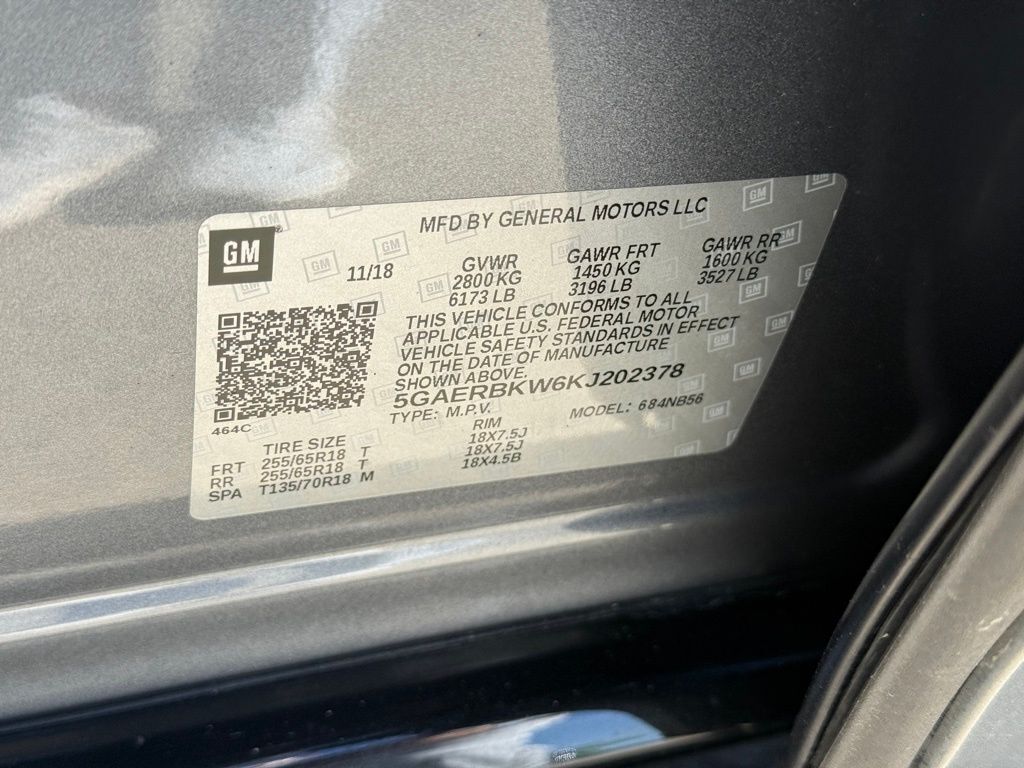 MFD BY GENERAL MOTORS LLC
GM
11/18
GVWR GAWR FRT GAWR RR
2800 KG 1450 KG 1600 KG
6173 LB 3196 LB 3527 LB
THIS VEHICLE CONFORMS TO ALL
APPLICABLE U.S. FEDERAL MOTOR
VEHICLE SAFETY STANDARDS IN EFFECT
ON THE DATE OF MANUFACTURE
SHOWN ABOVE.
5GAERBKW6KJ202378
TYPE: M.P.V. MODEL: 684NB56
464C
TIRE SIZE RIM
FRT 255/65R18 T 18X7.5J
RR 255/65R18 T 18X7.5J
SPA T135/70R18 M 18X4.5B